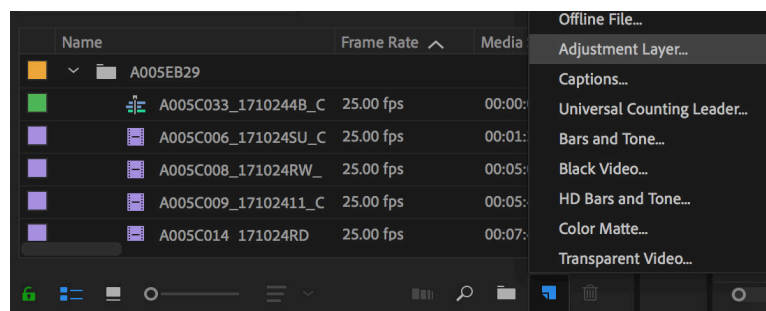 Offline File...
Name Frame Rate Media
Adjustment Layer...
A005EB29
Captions...
A005C033_1710244B_C 25.00 fps 00:00:
Universal Counting Leader...
A005C006_171024SU_C 25.00 fps 00:01:
Bars and Tone...
A005C008_171024RW_ 25.00 fps 00:05:
Black Video...
A005C009_17102411_C 25.00 fps 00:05:
HD Bars and Tone...
A005C014 171024RD 25.00 fps 00:07:
Color Matte...
Transparent Video...